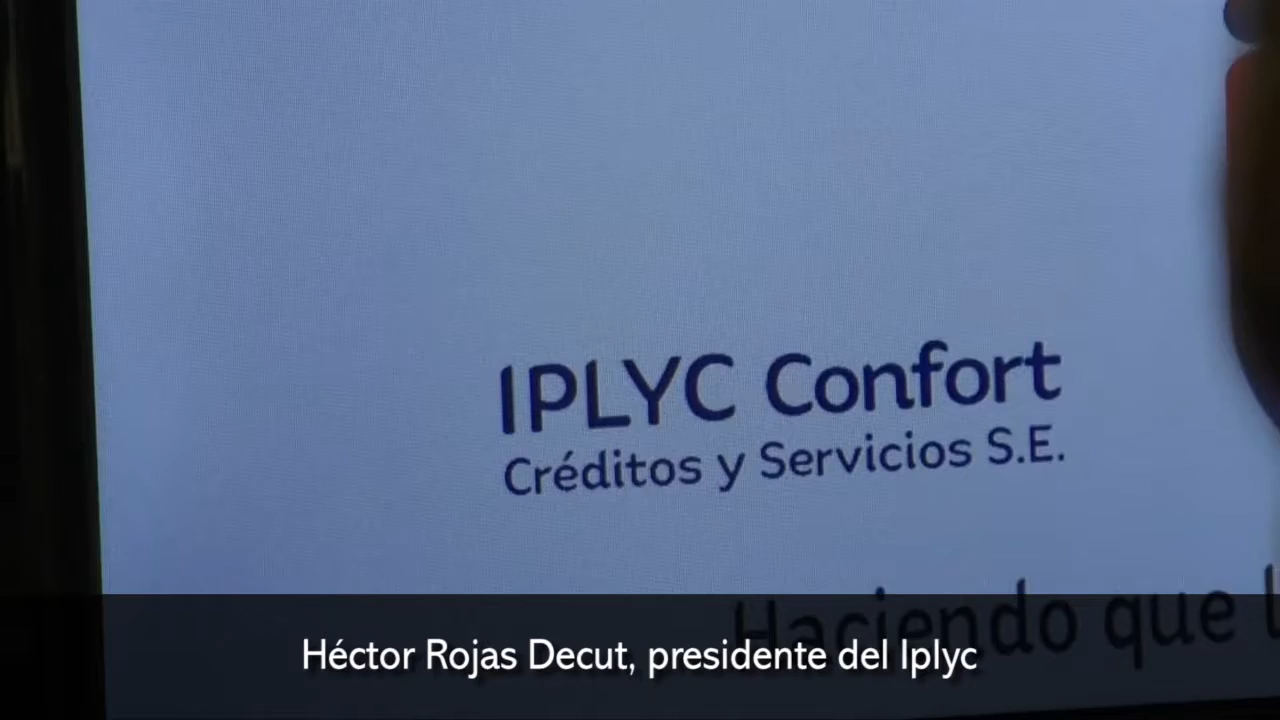 IPLYC Confort
Créditos y Servicios S.E.
Haciendo que
Héctor Rojas Decut, presidente del Iplyc